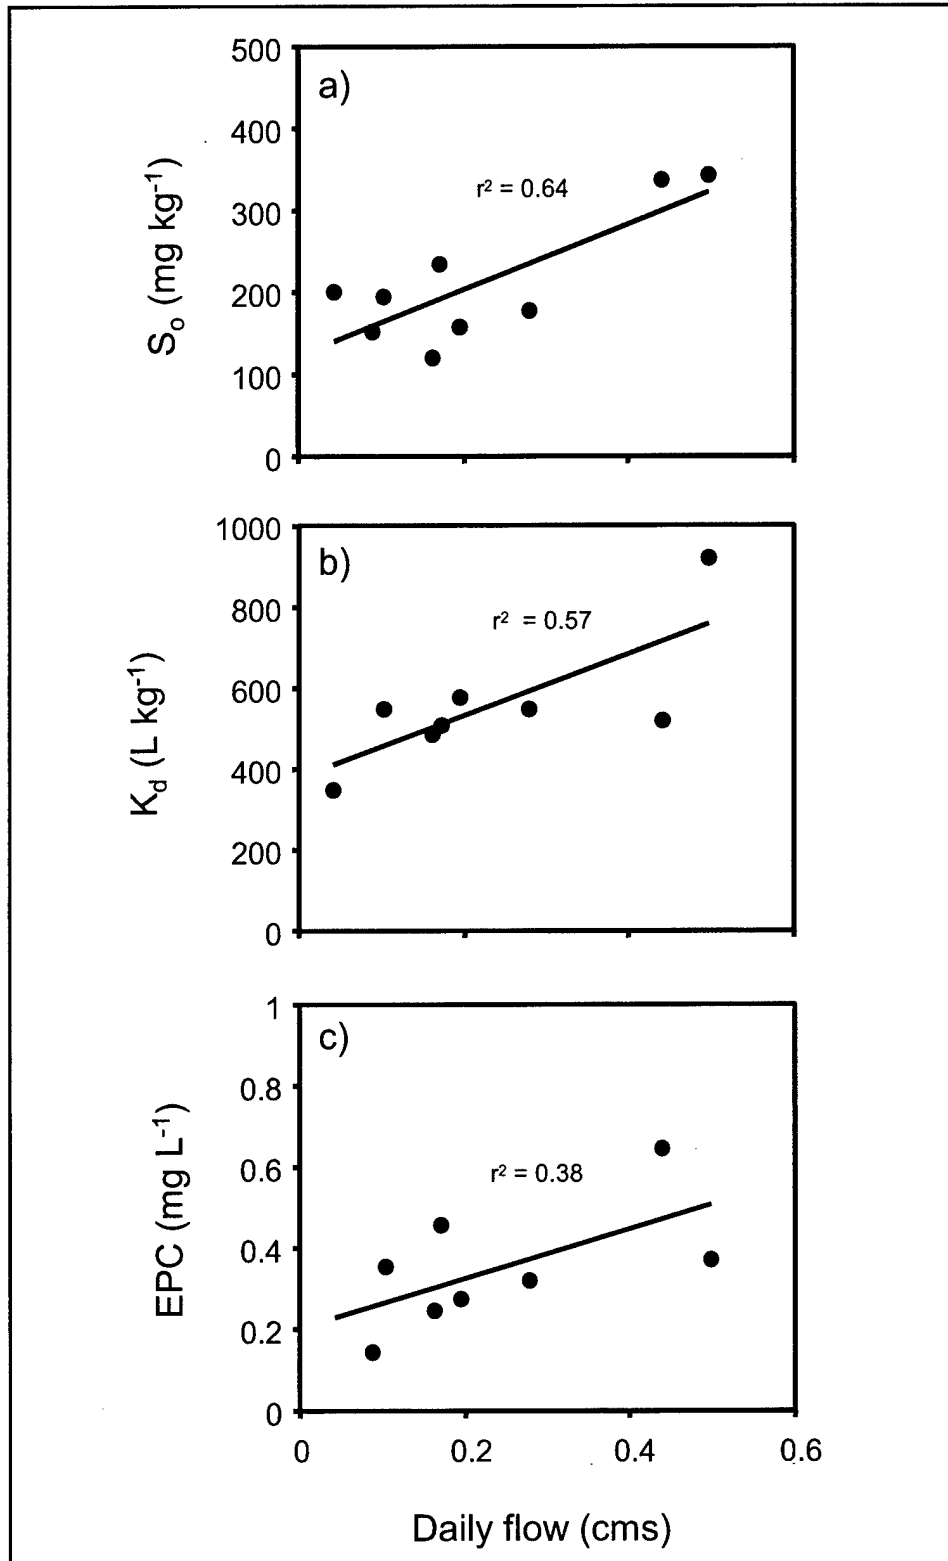 500
a)
400
r² = 0.64
300
200
100
0
Sₒ (mg kg⁻¹)
1000
b)
800
r² = 0.57
600
400
200
0
K_d (L kg⁻¹)
1
c)
0.8
r² = 0.38
0.6
0.4
0.2
0
EPC (mg L⁻¹)
0 0.2 0.4 0.6
Daily flow (cms)